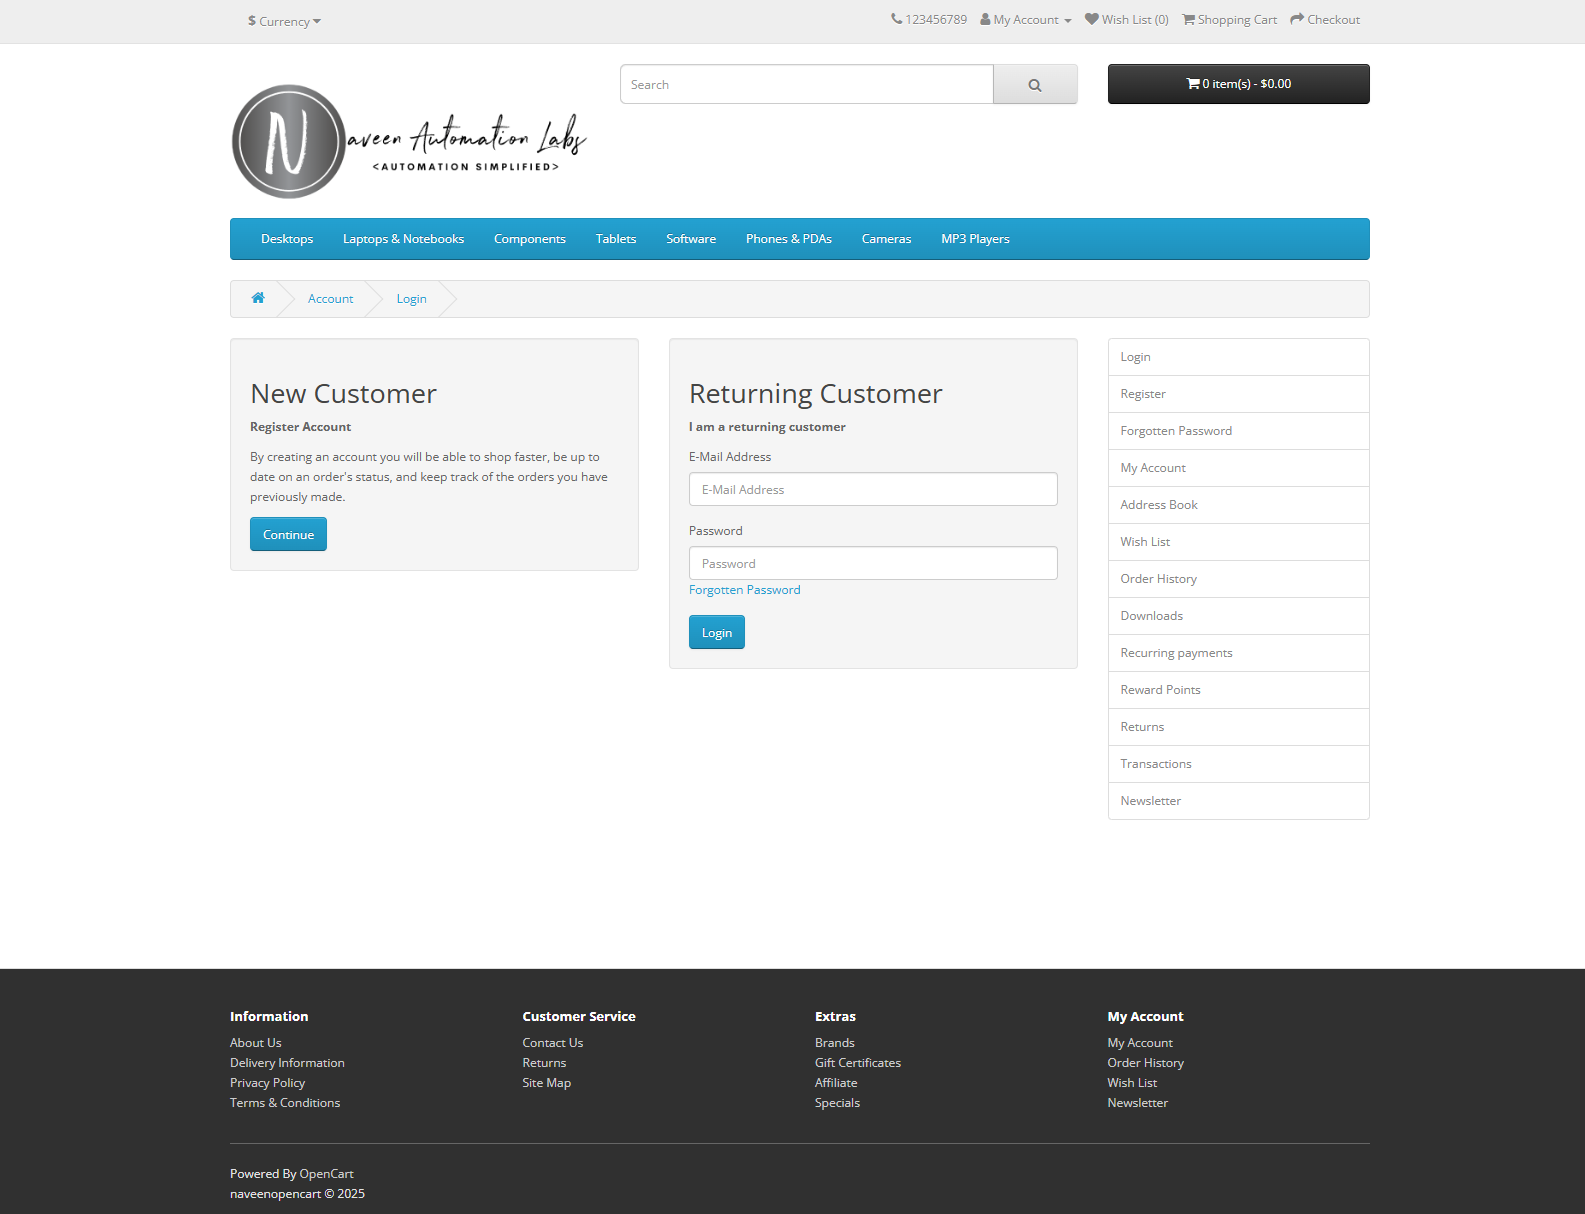 $ Currency
123456789 My Account Wish List (0) Shopping Cart Checkout
Naveen Automation Labs
<AUTOMATION SIMPLIFIED>
Search
0 item(s) - $0.00
Desktops Laptops & Notebooks Components Tablets Software Phones & PDAs Cameras MP3 Players
Account Login
New Customer
Register Account
By creating an account you will be able to shop faster, be up to
date on an order's status, and keep track of the orders you have
previously made.
Continue
Returning Customer
I am a returning customer
E-Mail Address
E-Mail Address
Password
Password
Forgotten Password
Login
Login
Register
Forgotten Password
My Account
Address Book
Wish List
Order History
Downloads
Recurring payments
Reward Points
Returns
Transactions
Newsletter
Information
About Us
Delivery Information
Privacy Policy
Terms & Conditions
Customer Service
Contact Us
Returns
Site Map
Extras
Brands
Gift Certificates
Affiliate
Specials
My Account
My Account
Order History
Wish List
Newsletter
Powered By OpenCart
naveenopencart © 2025